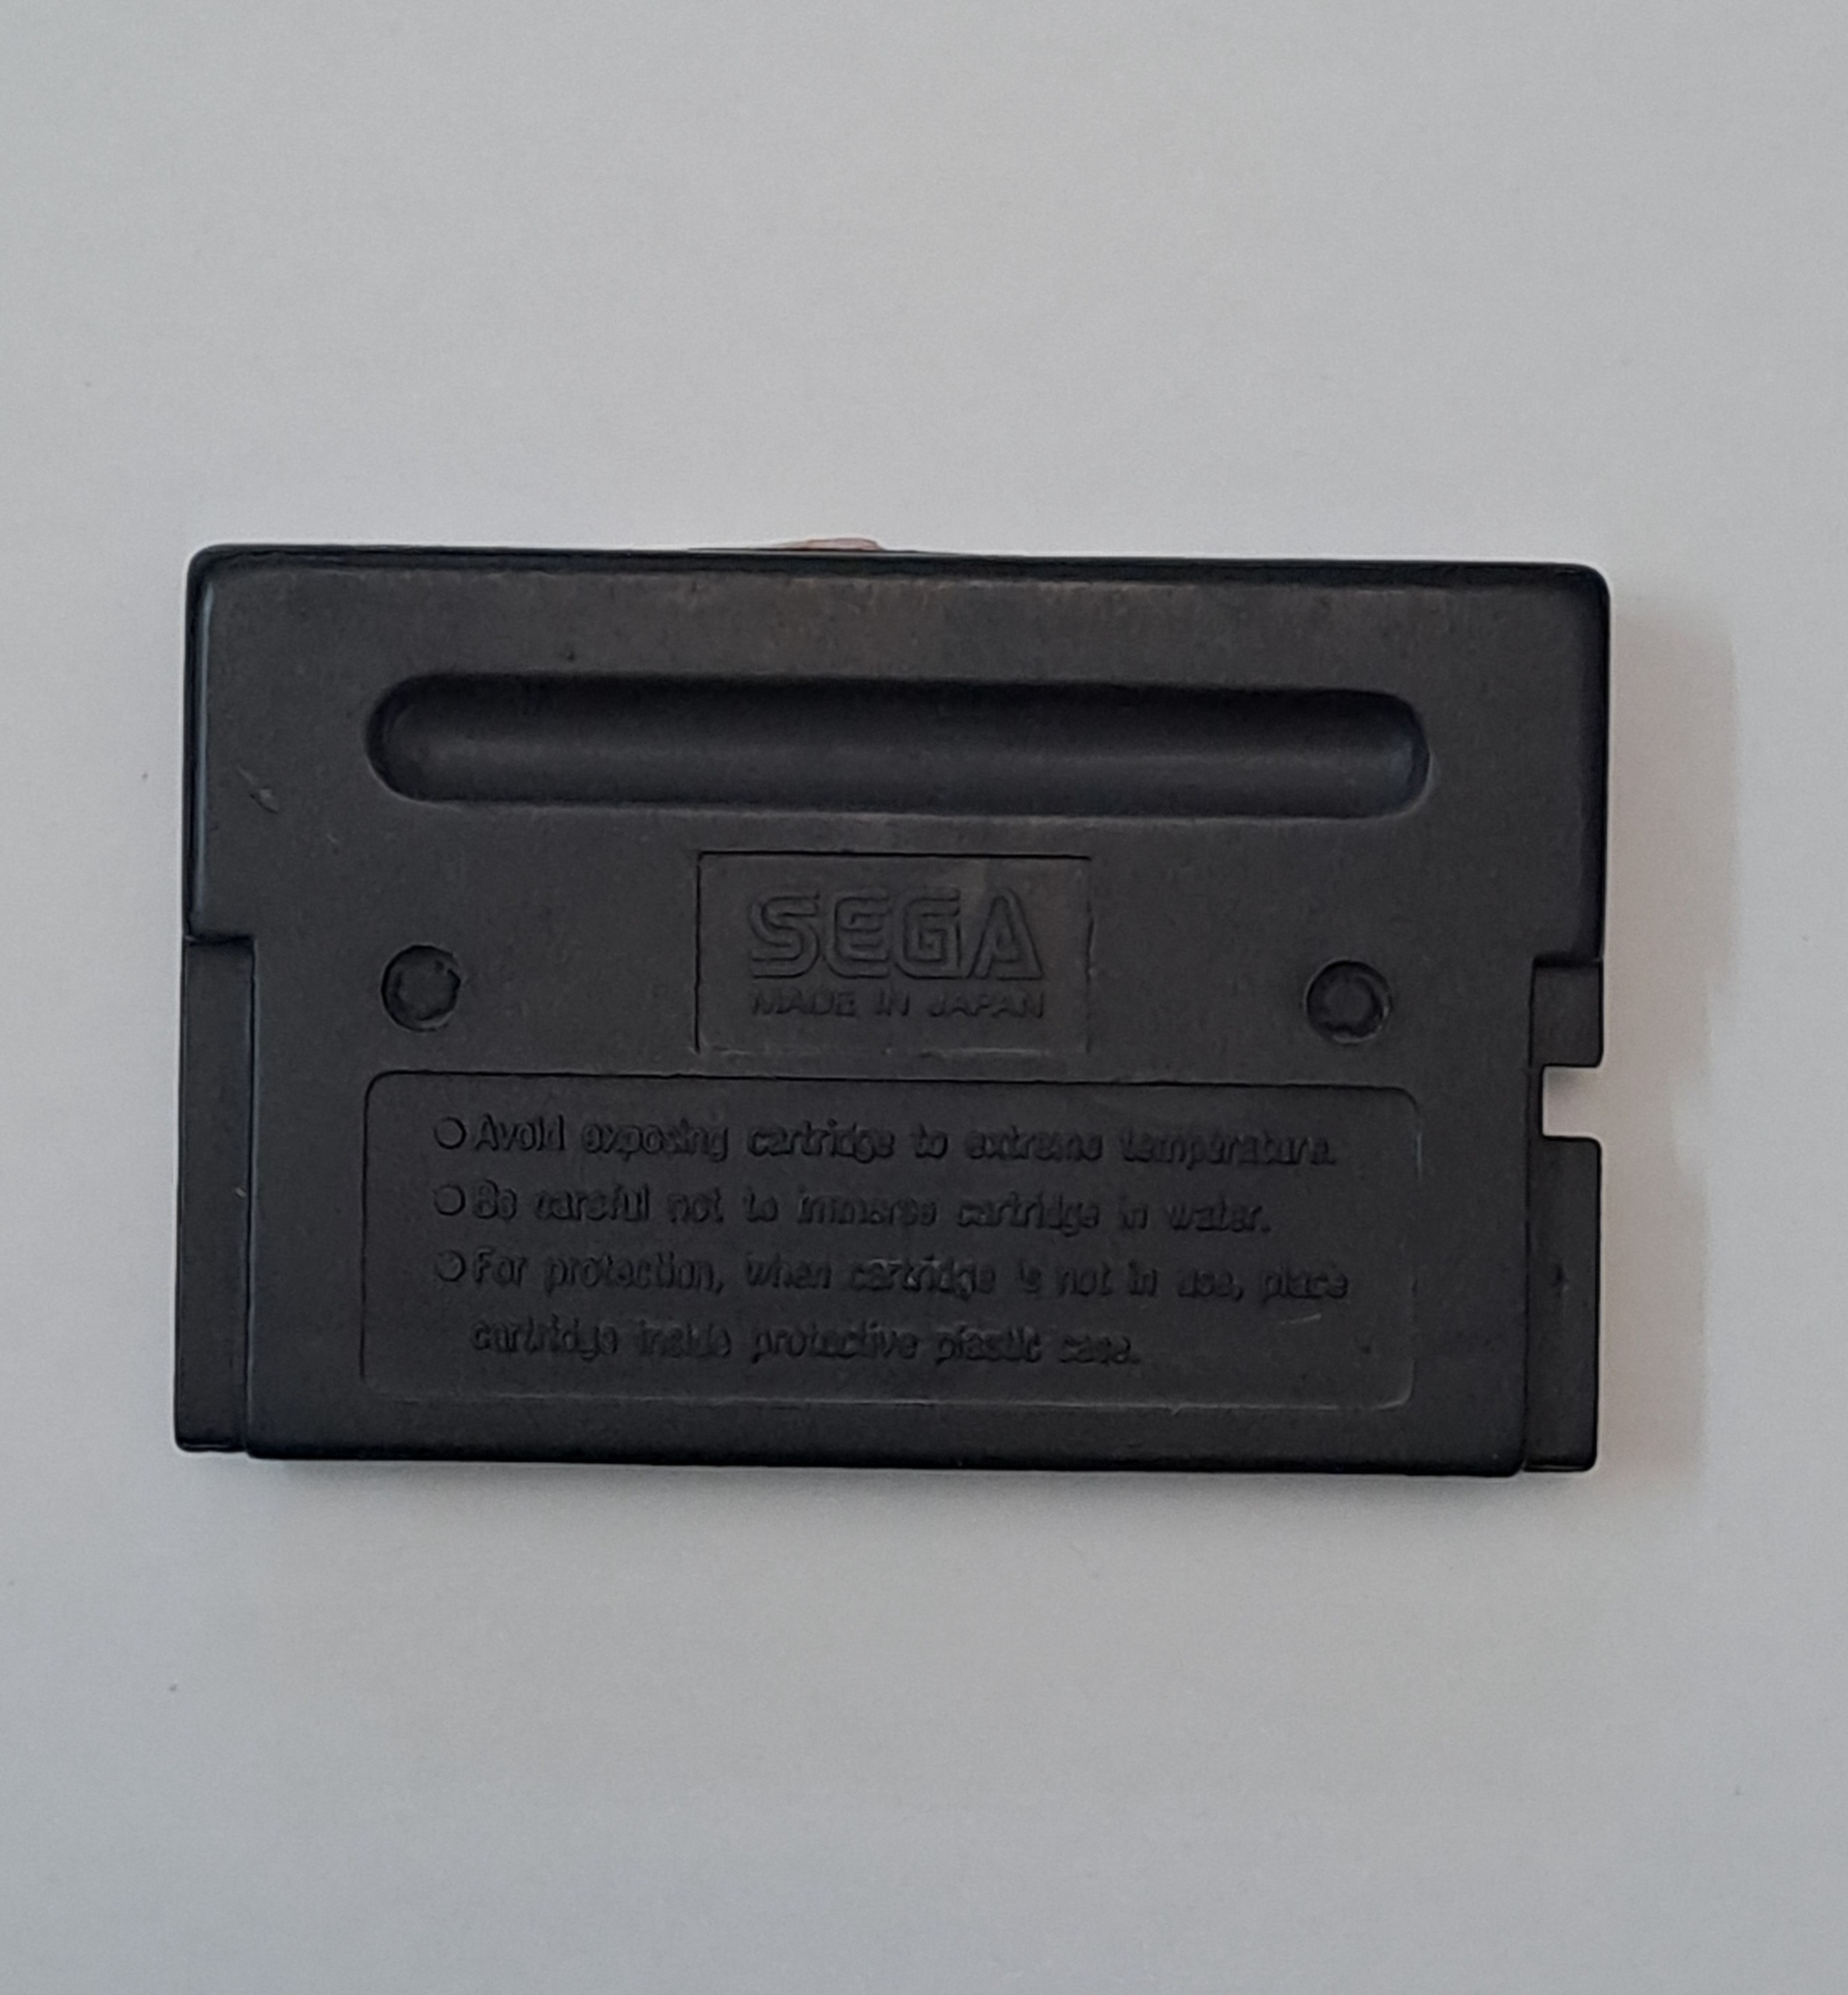 SEGA
MADE IN JAPAN
○Avoid exposing cartridge to extreme temperature.
○Be careful not to immerse cartridge in water.
○For protection, when cartridge is not in use, place
cartridge inside protective plastic case.